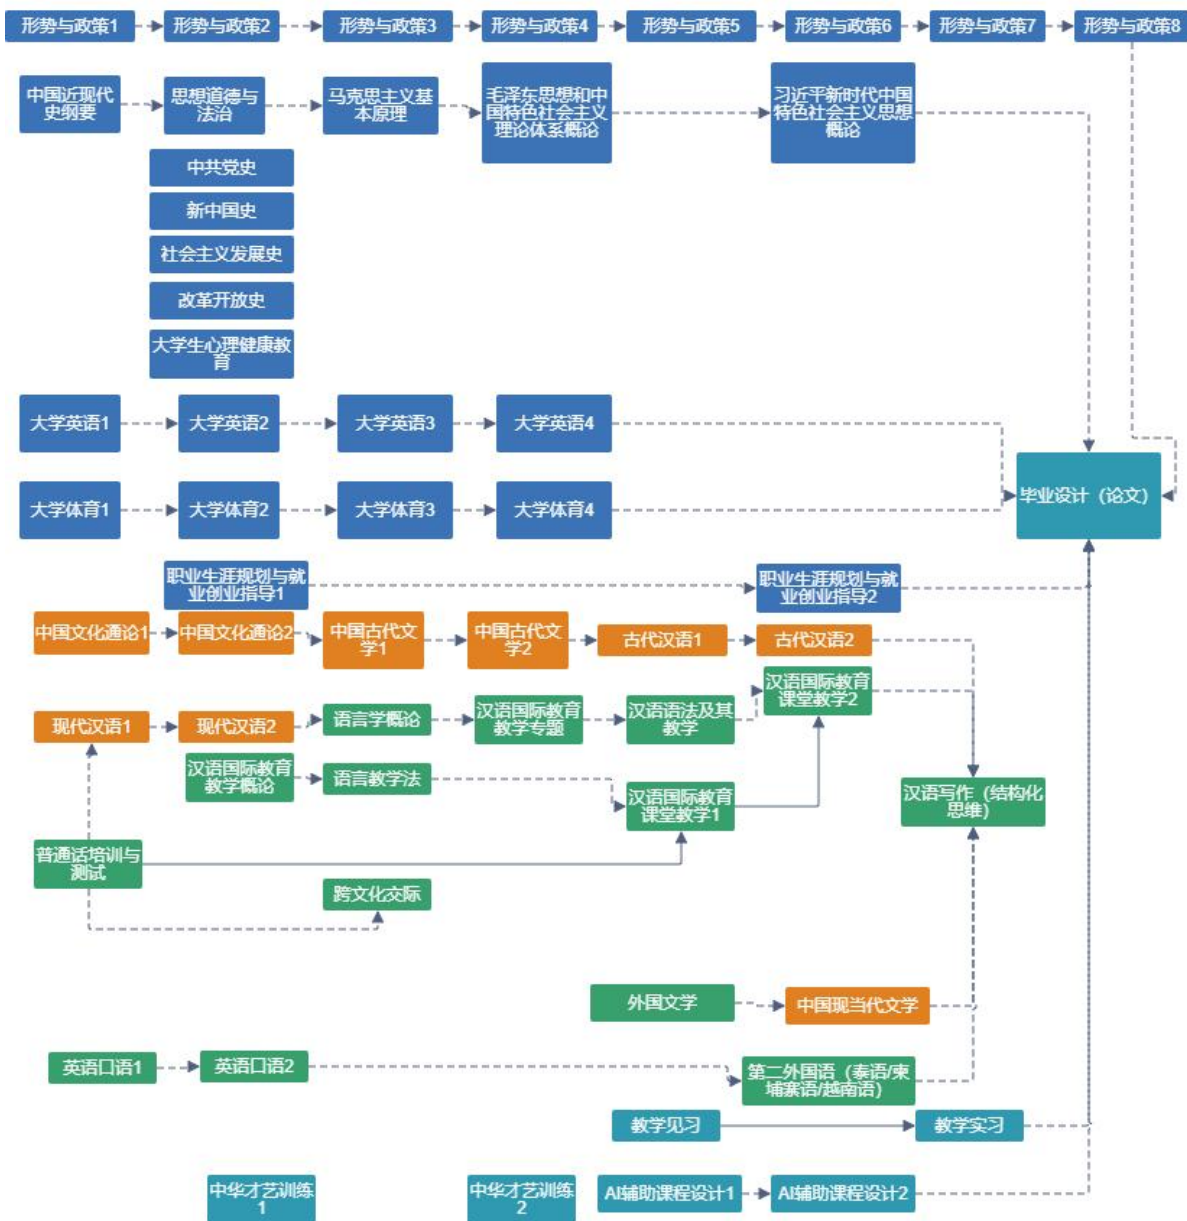 形势与政策1
形势与政策2
形势与政策3
形势与政策4
形势与政策5
形势与政策6
形势与政策7
形势与政策8
中国近现代
史纲要
思想道德与
法治
马克思主义基
本原理
毛泽东思想和中
国特色社会主义
理论体系概论
习近平新时代中国
特色社会主义思想
概论
中共党史
新中国史
社会主义发展史
改革开放史
大学生心理健康教
育
大学英语1
大学英语2
大学英语3
大学英语4
毕业设计（论文）
大学体育1
大学体育2
大学体育3
大学体育4
职业生涯规划与就
业创业指导1
职业生涯规划与就
业创业指导2
中国文化通论1
中国文化通论2
中国古代文
学1
中国古代文
学2
古代汉语1
古代汉语2
现代汉语1
现代汉语2
语言学概论
汉语国际教育
教学专题
汉语语法及其
教学
汉语国际教育
课堂教学2
汉语国际教育
教学概论
语言教学法
汉语国际教育
课堂教学1
汉语写作（结构化
思维）
普通话培训与
测试
跨文化交际
外国文学
中国现当代文学
英语口语1
英语口语2
第二外国语（泰语/柬
埔寨语/越南语）
教学见习
教学实习
中华才艺训练
1
中华才艺训练
2
AI辅助课程设计1
AI辅助课程设计2